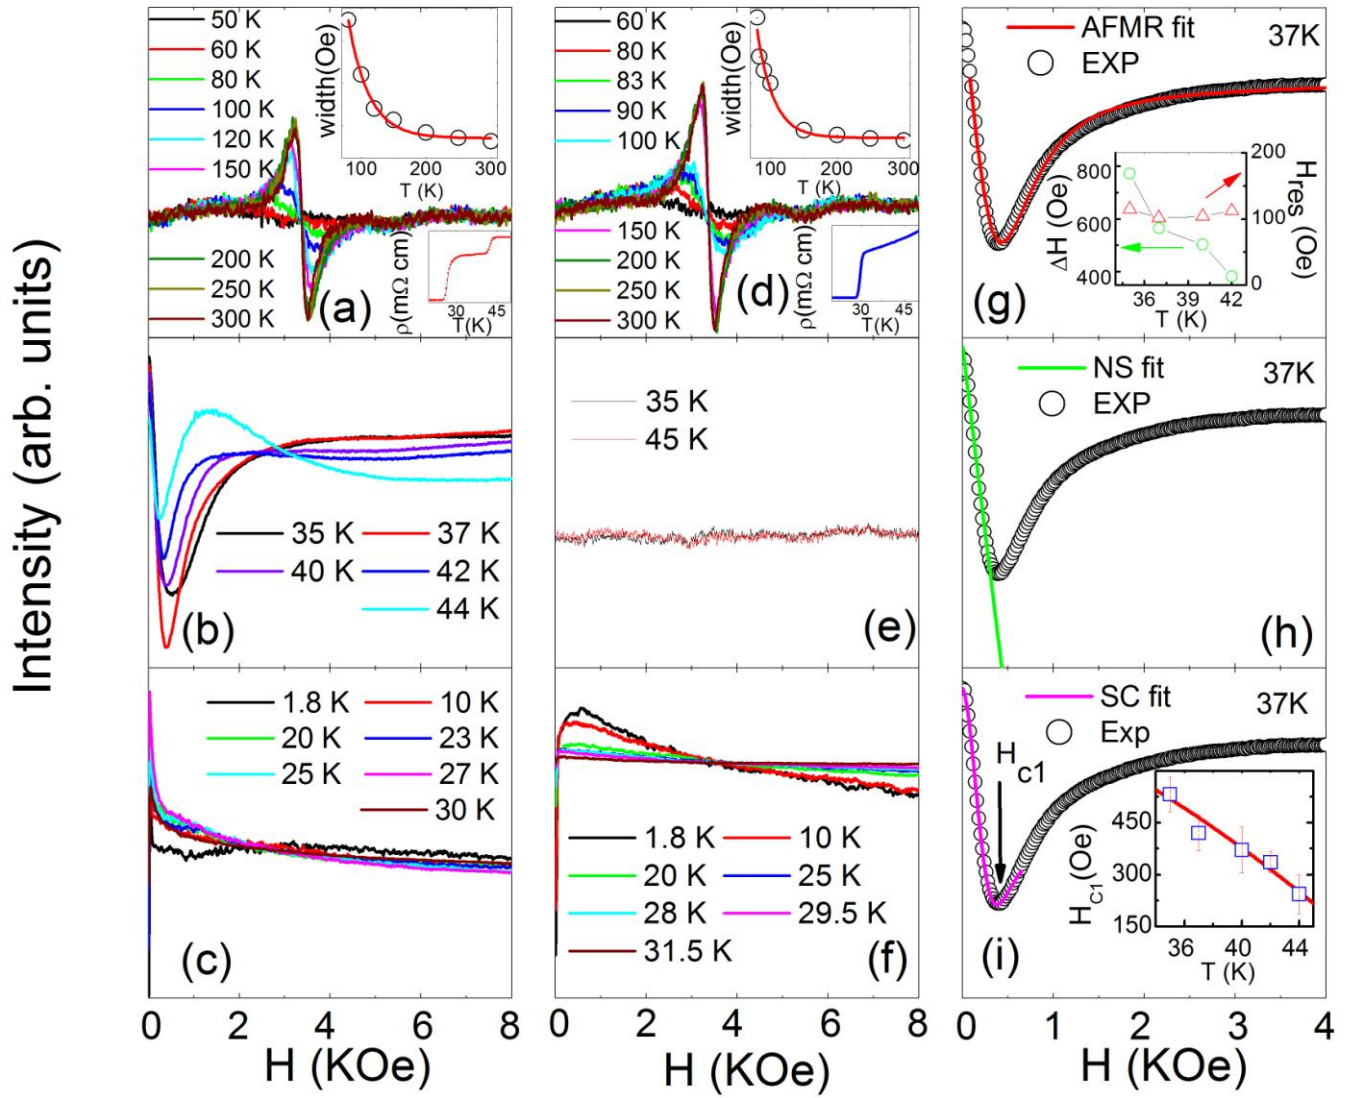 Intensity (arb. units)
50 K
60 K
80 K
100 K
120 K
150 K
200 K
250 K
300 K
width(Oe)
100 200 300
T (K)
ρ(mΩ cm)
30 45
T(K)
(a)
35 K 37 K
40 K 42 K
44 K
(b)
1.8 K 10 K
20 K 23 K
25 K 27 K
30 K
(c)
0 2 4 6 8
H (KOe)
60 K
80 K
83 K
90 K
100 K
150 K
200 K
250 K
300 K
width(Oe)
100 200 300
T (K)
ρ(mΩ cm)
30 45
T(K)
(d)
35 K
45 K
(e)
1.8 K 10 K
20 K 25 K
28 K 29.5 K
31.5 K
(f)
0 2 4 6 8
H (KOe)
AFMR fit 37K
EXP
800
600
400
ΔH (Oe)
200
100
0
Hres (Oe)
36 39 42
T (K)
(g)
NS fit 37K
EXP
(h)
SC fit 37K
Exp
Hc1
450
300
150
HC1(Oe)
36 40 44
T (K)
(i)
0 1 2 3 4
H (KOe)